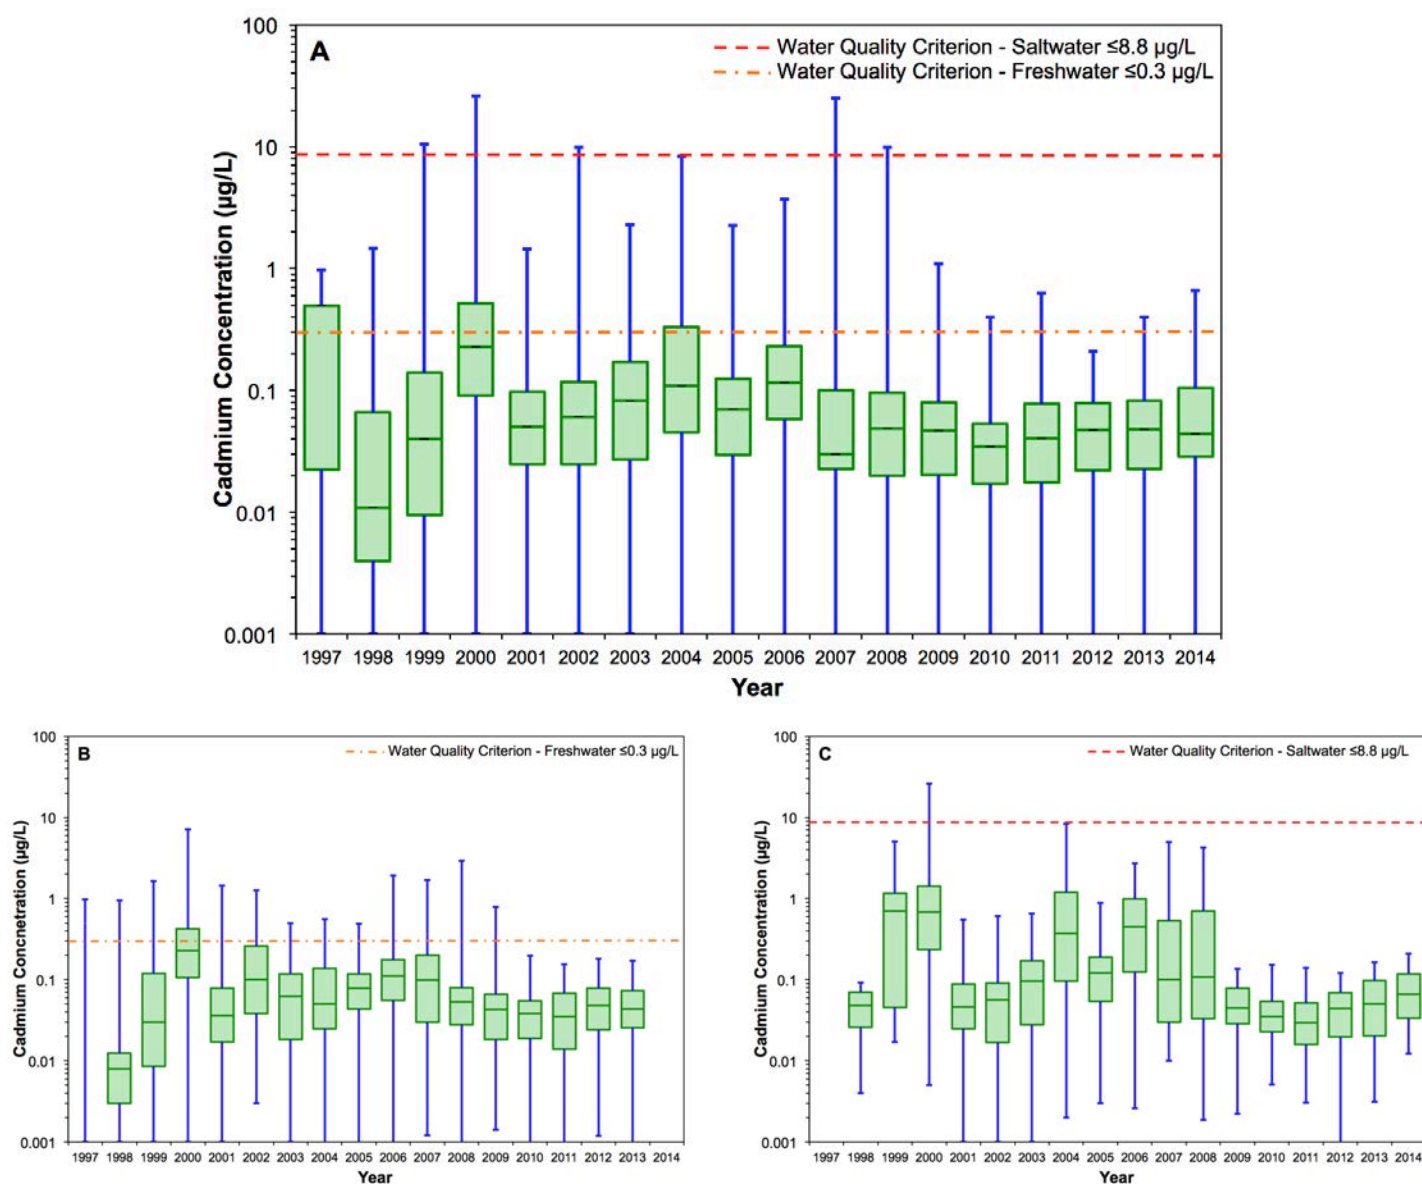 A
Water Quality Criterion - Saltwater ≤8.8 µg/L
Water Quality Criterion - Freshwater ≤0.3 µg/L
100
10
1
0.1
0.01
0.001
Cadmium Concentration (µg/L)
1997 1998 1999 2000 2001 2002 2003 2004 2005 2006 2007 2008 2009 2010 2011 2012 2013 2014
Year
B
Water Quality Criterion - Freshwater ≤0.3 µg/L
100
10
1
0.1
0.01
0.001
Cadmium Concnetration (µg/L)
1997 1998 1999 2000 2001 2002 2003 2004 2005 2006 2007 2008 2009 2010 2011 2012 2013 2014
Year
C
Water Quality Criterion - Saltwater ≤8.8 µg/L
100
10
1
0.1
0.01
0.001
Cadmium Concentration (µg/L)
1997 1998 1999 2000 2001 2002 2003 2004 2005 2006 2007 2008 2009 2010 2011 2012 2013 2014
Year